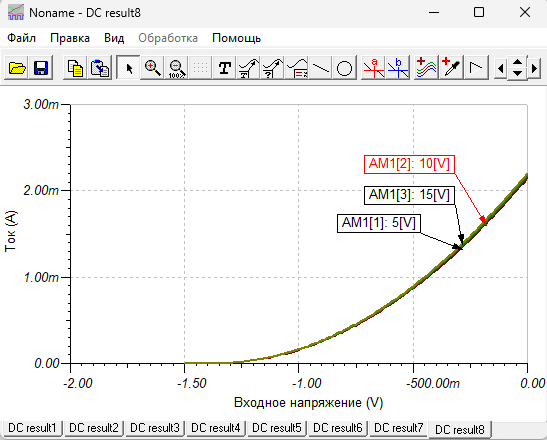 Noname - DC result8
Файл Правка Вид Обработка Помощь
100%
T
a b
3.00m
AM1[2]: 10[V]
2.00m
AM1[3]: 15[V]
AM1[1]: 5[V]
Ток (A)
1.00m
0.00
-2.00 -1.50 -1.00 -500.00m 0.00
Входное напряжение (V)
DC result1 DC result2 DC result3 DC result4 DC result5 DC result6 DC result7 DC result8